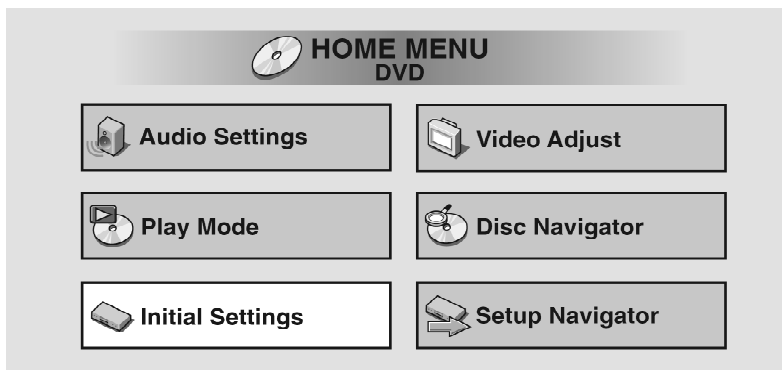 HOME MENU
DVD
Audio Settings
Video Adjust
Play Mode
Disc Navigator
Initial Settings
Setup Navigator